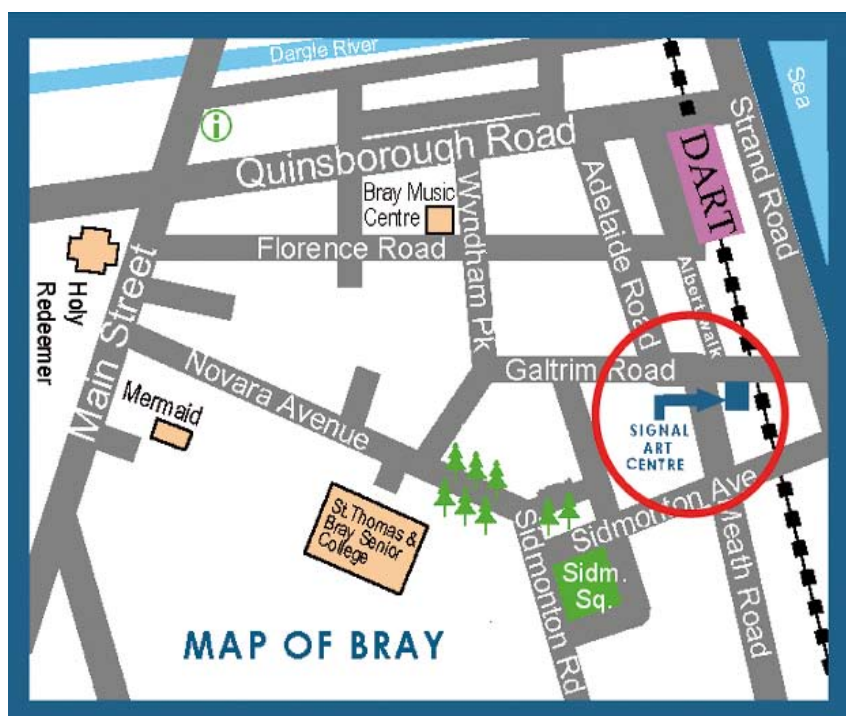 Dargle River
Sea
i
Quinsborough Road
DART
Strand Road
Bray Music
Centre
Wyndham Pk
Adelaide Road
Florence Road
Albert walk
Holy
Redeemer
Main Street
Novara Avenue
Galtrim Road
Mermaid
SIGNAL
ART
CENTRE
St. Thomas &
Bray Senior
College
Sidmonton Ave
Sidmonton Rd
Sidm.
Sq.
Meath Road
MAP OF BRAY